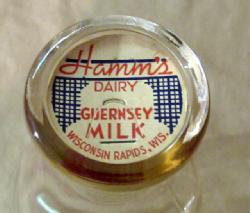 Hamm's
DAIRY
GUERNSEY
MILK
WISCONSIN RAPIDS, WIS.